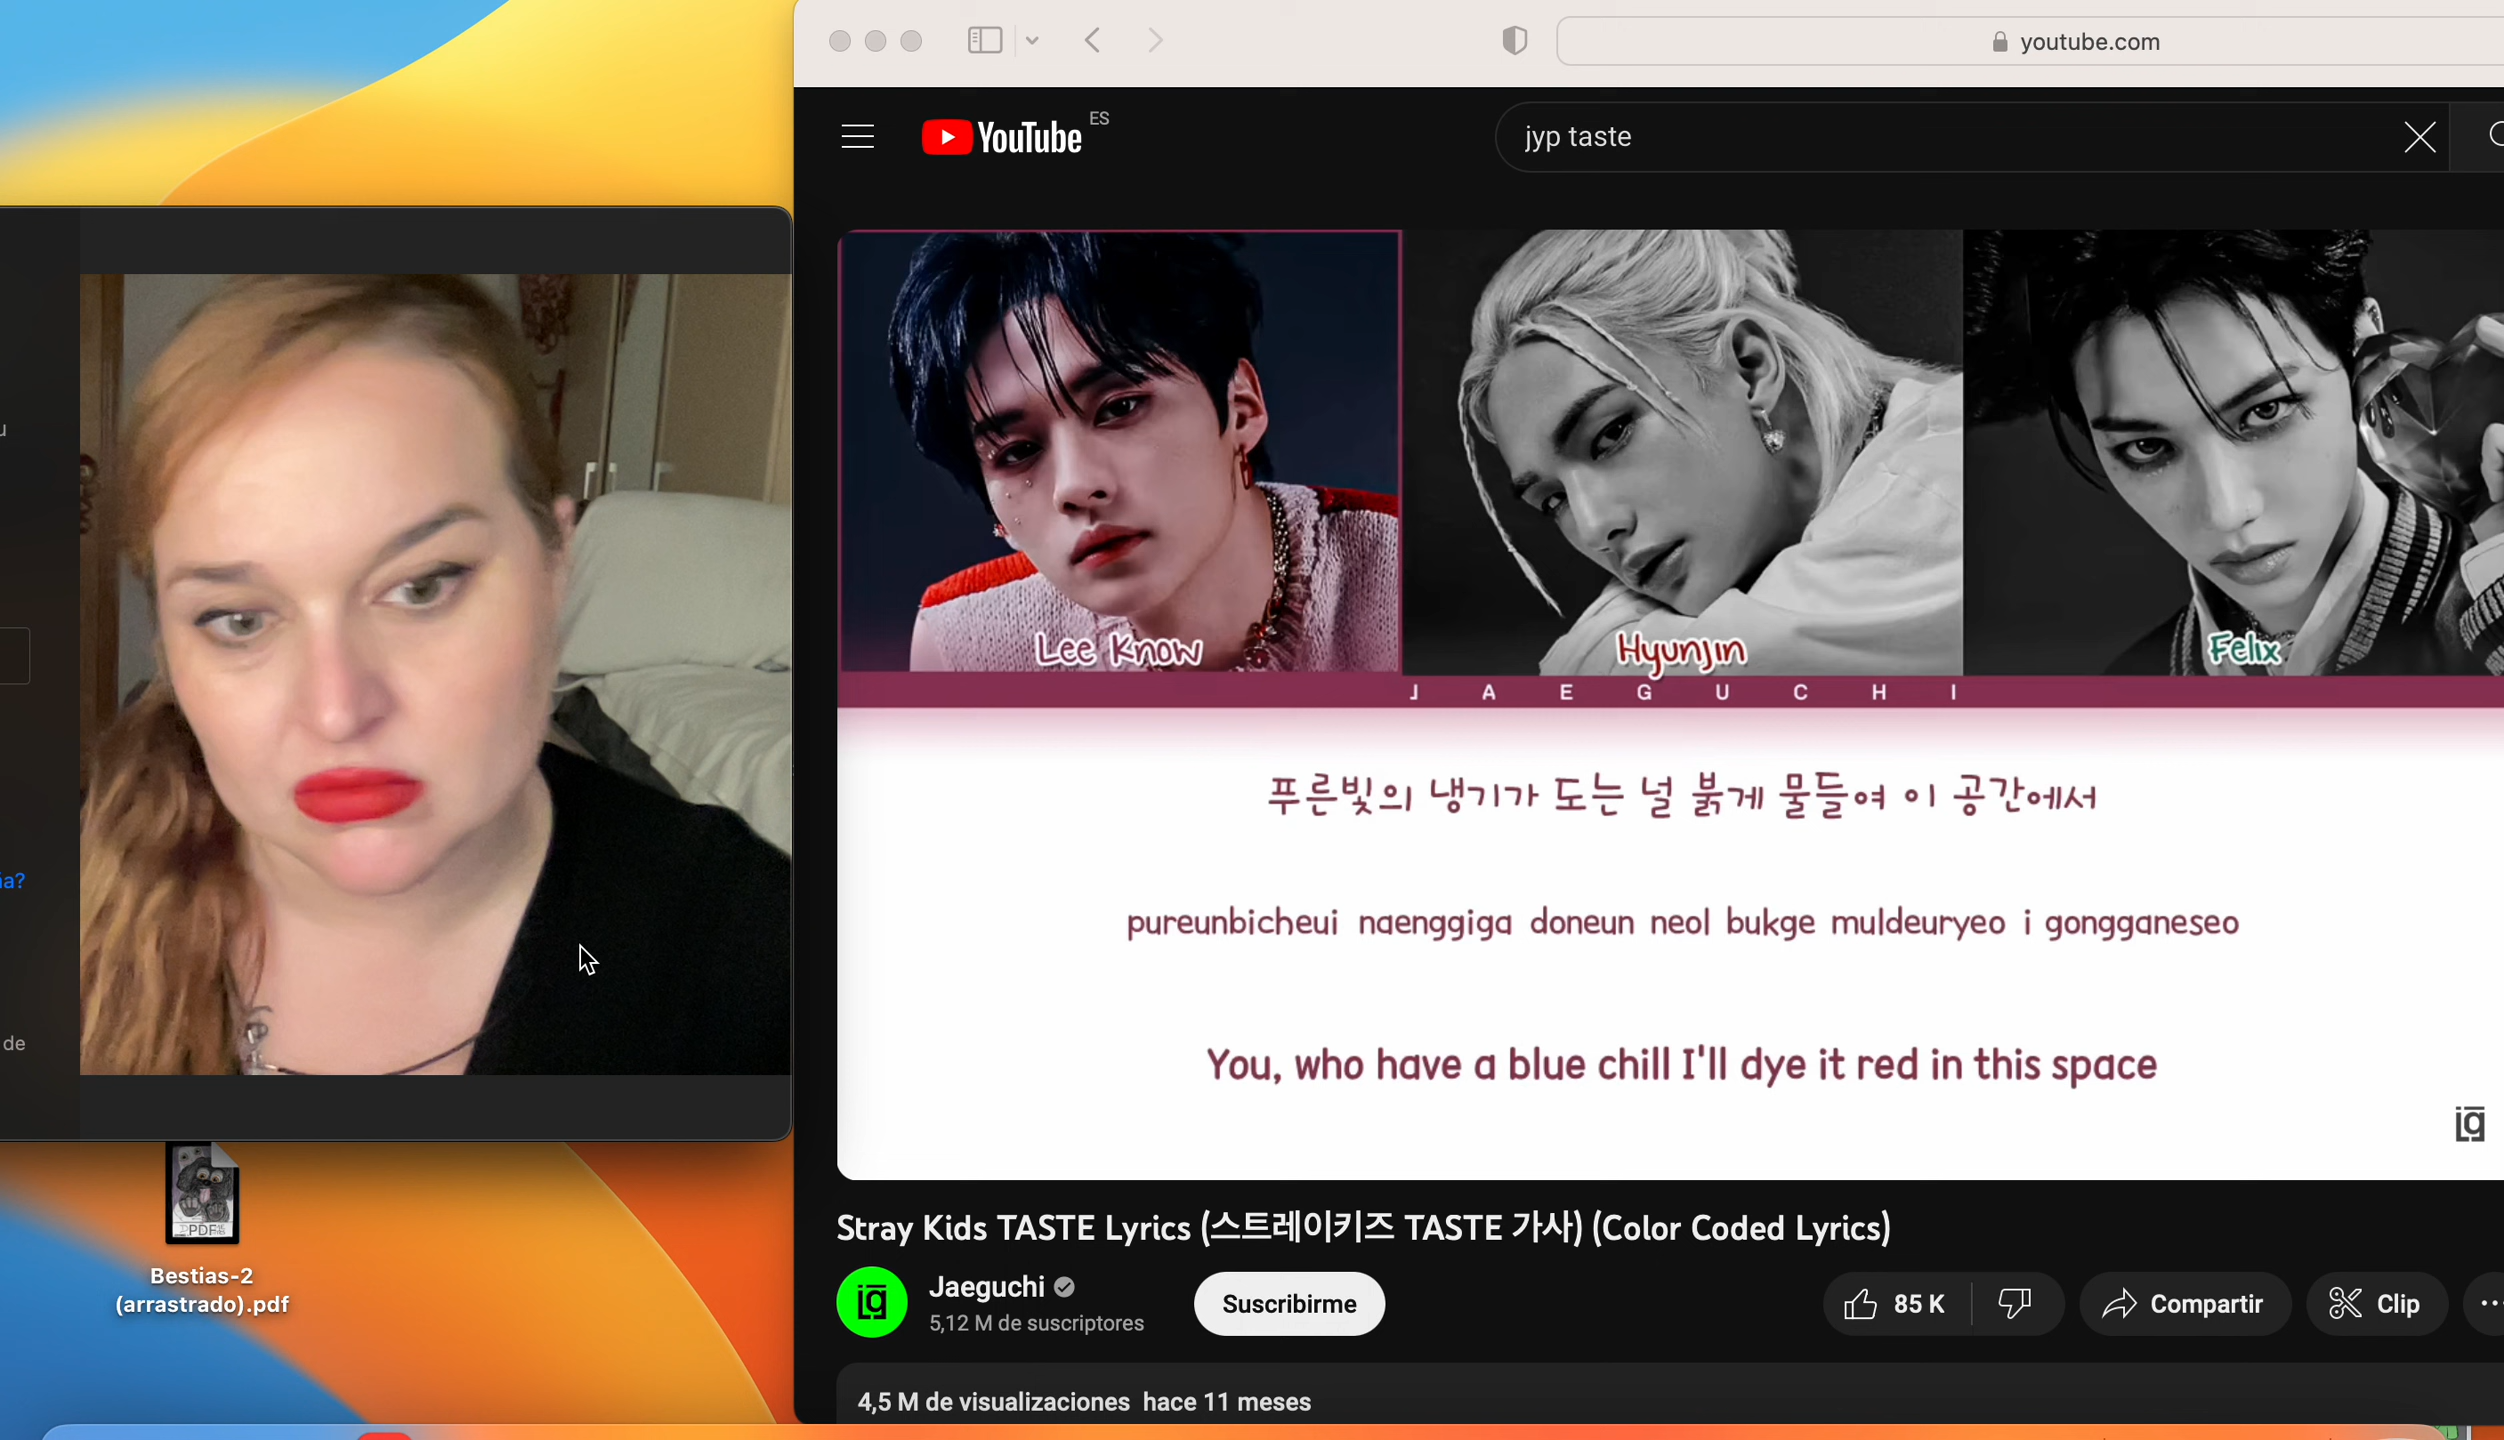 youtube.com
YouTube ES
jyp taste
Lee Know
Hyunjin
Felix
JAEGUCHI
푸른빛의 냉기가 도는 널 붉게 물들여 이 공간에서
pureunbicheui naenggiga doneun neol bukge muldeuryeo i gongganeseo
You, who have a blue chill I'll dye it red in this space
Stray Kids TASTE Lyrics (스트레이키즈 TASTE 가사) (Color Coded Lyrics)
Jaeguchi
5,12 M de suscriptores
Suscribirme
85 K
Compartir
Clip
4,5 M de visualizaciones hace 11 meses
de
PDF
Bestias-2
(arrastrado).pdf